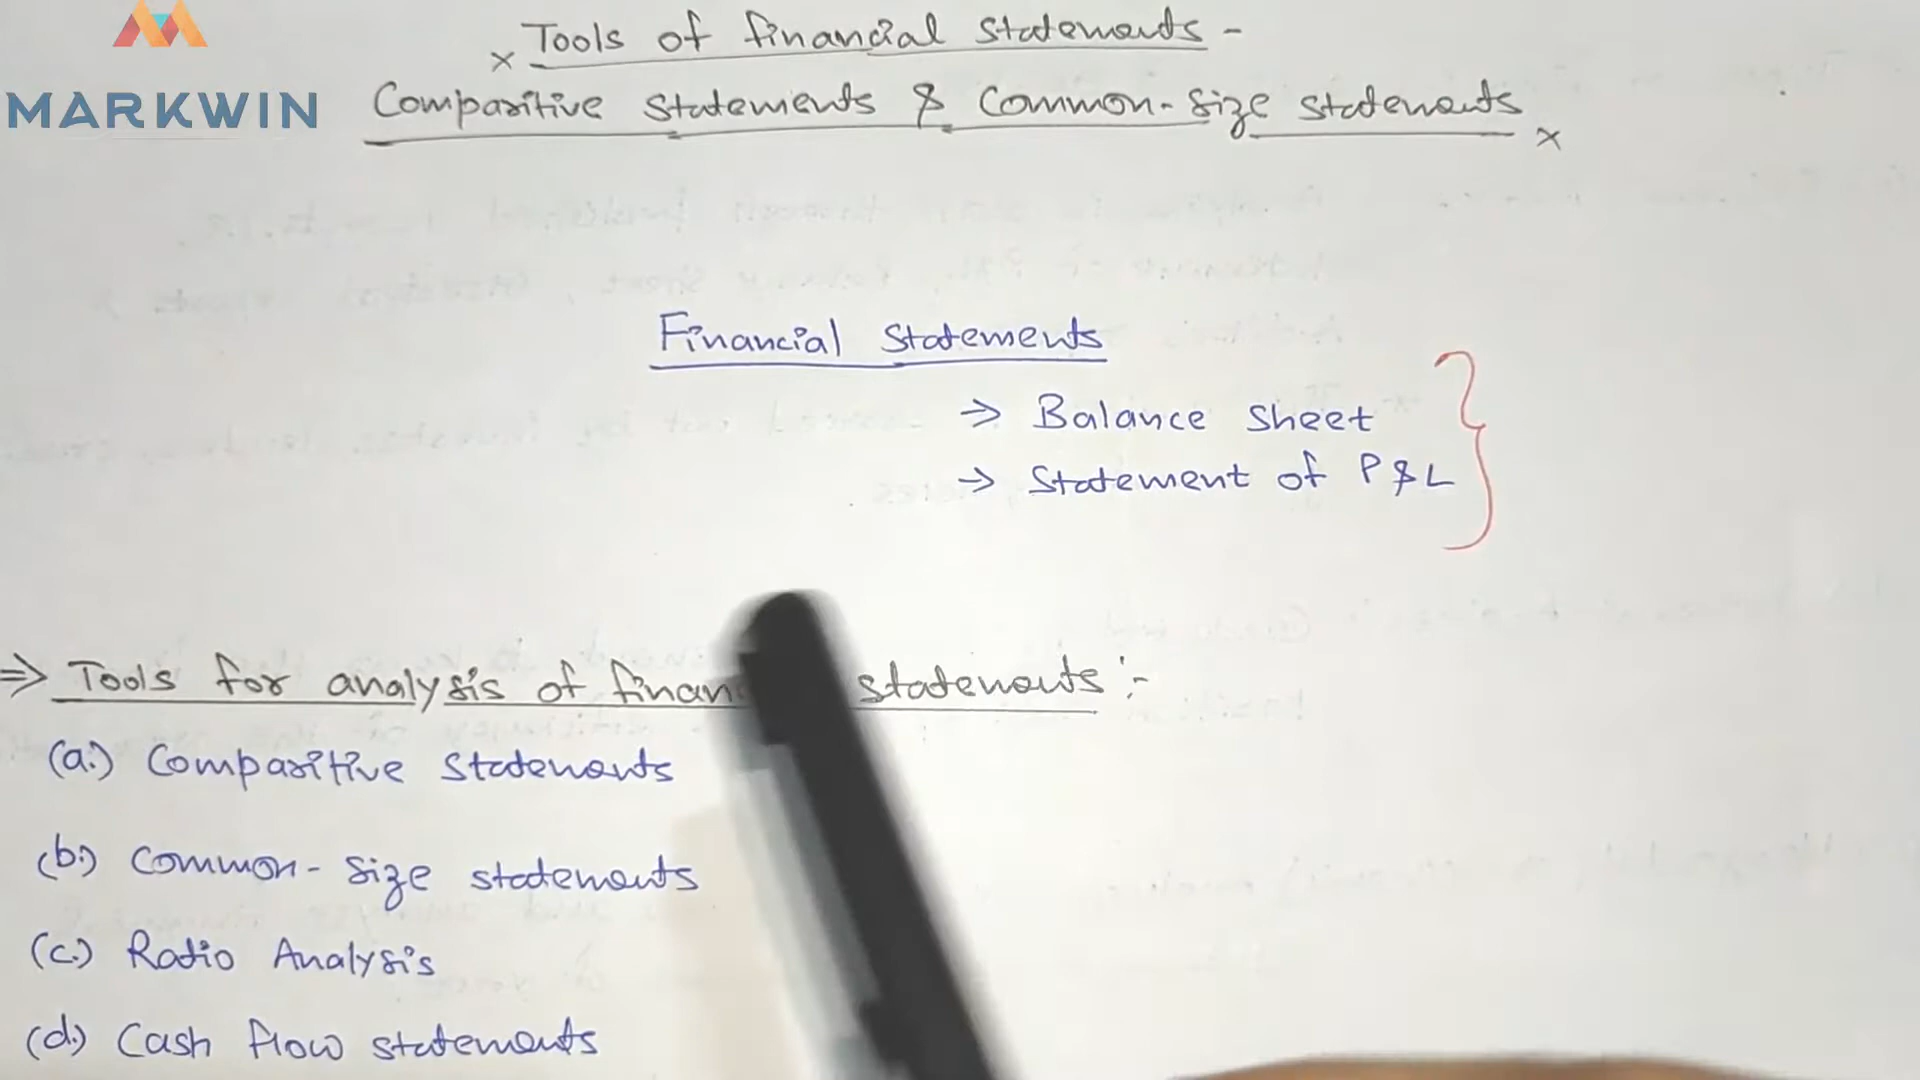 MARKWIN
x Tools of financial statements -
Comparitive statements & Common-Size statements x
Financial statements
→ Balance sheet
→ Statement of P&L
⇒ Tools for analysis of finan statements :-
(a.) Comparitive statements
(b.) Common-Size statements
(c.) Ratio Analysis
(d.) Cash flow statements